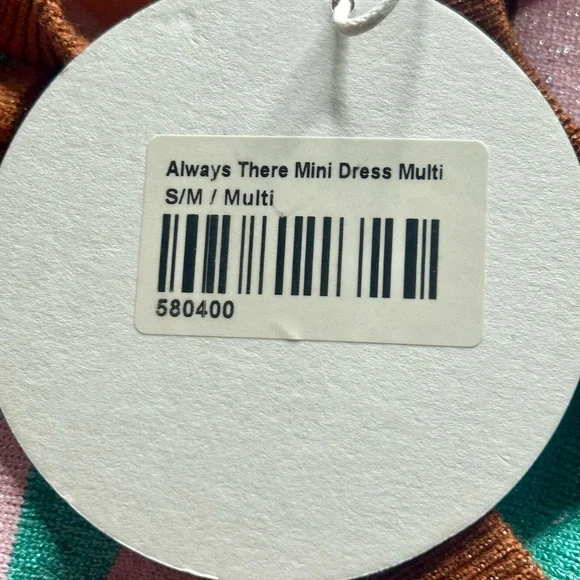 Always There Mini Dress Multi
S/M / Multi
580400